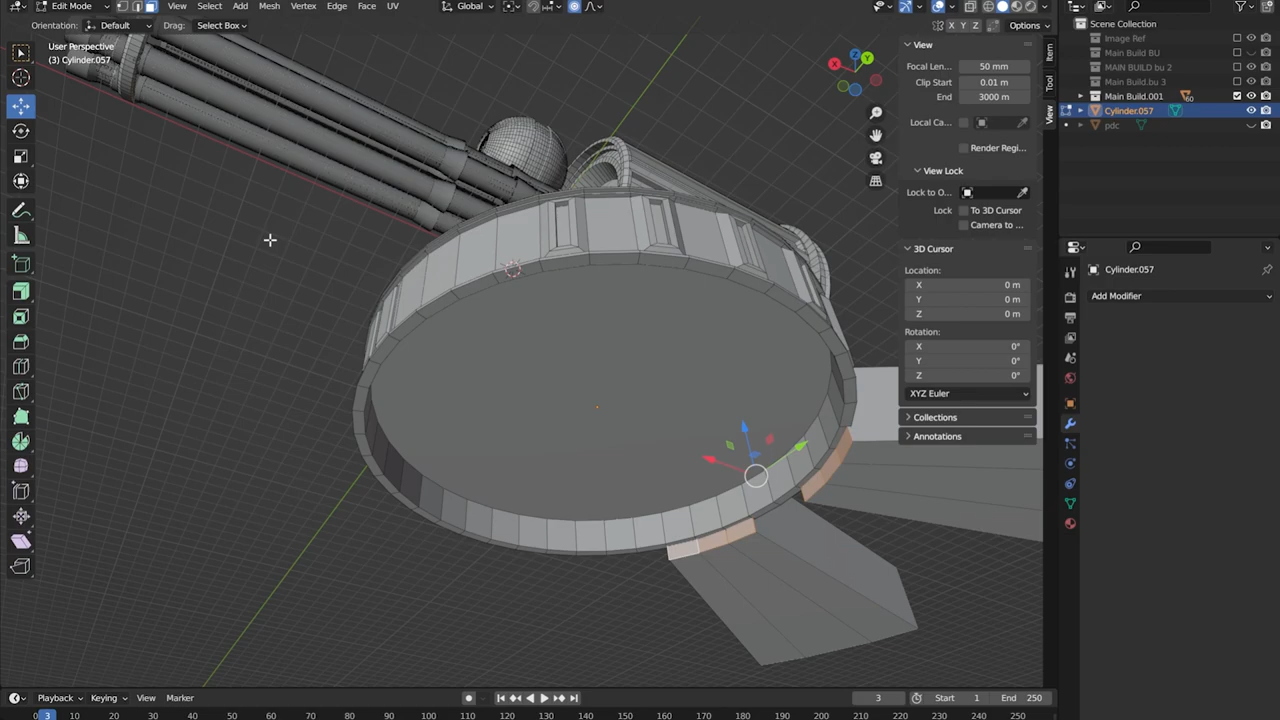 Edit Mode View Select Add Mesh Vertex Edge Face UV Global
Orientation: Default Drag: Select Box X Y Z Options
User Perspective
(3) Cylinder.057
X Y Z
View
Focal Len... 50 mm
Clip Start 0.01 m
End 3000 m
Local Ca...
Render Regi...
View Lock
Lock to O...
Lock To 3D Cursor
Camera to ...
3D Cursor
Location:
X 0 m
Y 0 m
Z 0 m
Rotation:
X 0°
Y 0°
Z 0°
XYZ Euler
Collections
Annotations
Item
Tool
View
Scene Collection
Image Ref
Main Build BU
MAIN BUILD bu 2
Main Build.bu 3
Main Build.001 60
Cylinder.057
pdc
Cylinder.057
Add Modifier
Playback Keying View Marker 3 Start 1 End 250
0 3 10 20 30 40 50 60 70 80 90 100 110 120 130 140 150 160 170 180 190 200 210 220 230 240 250